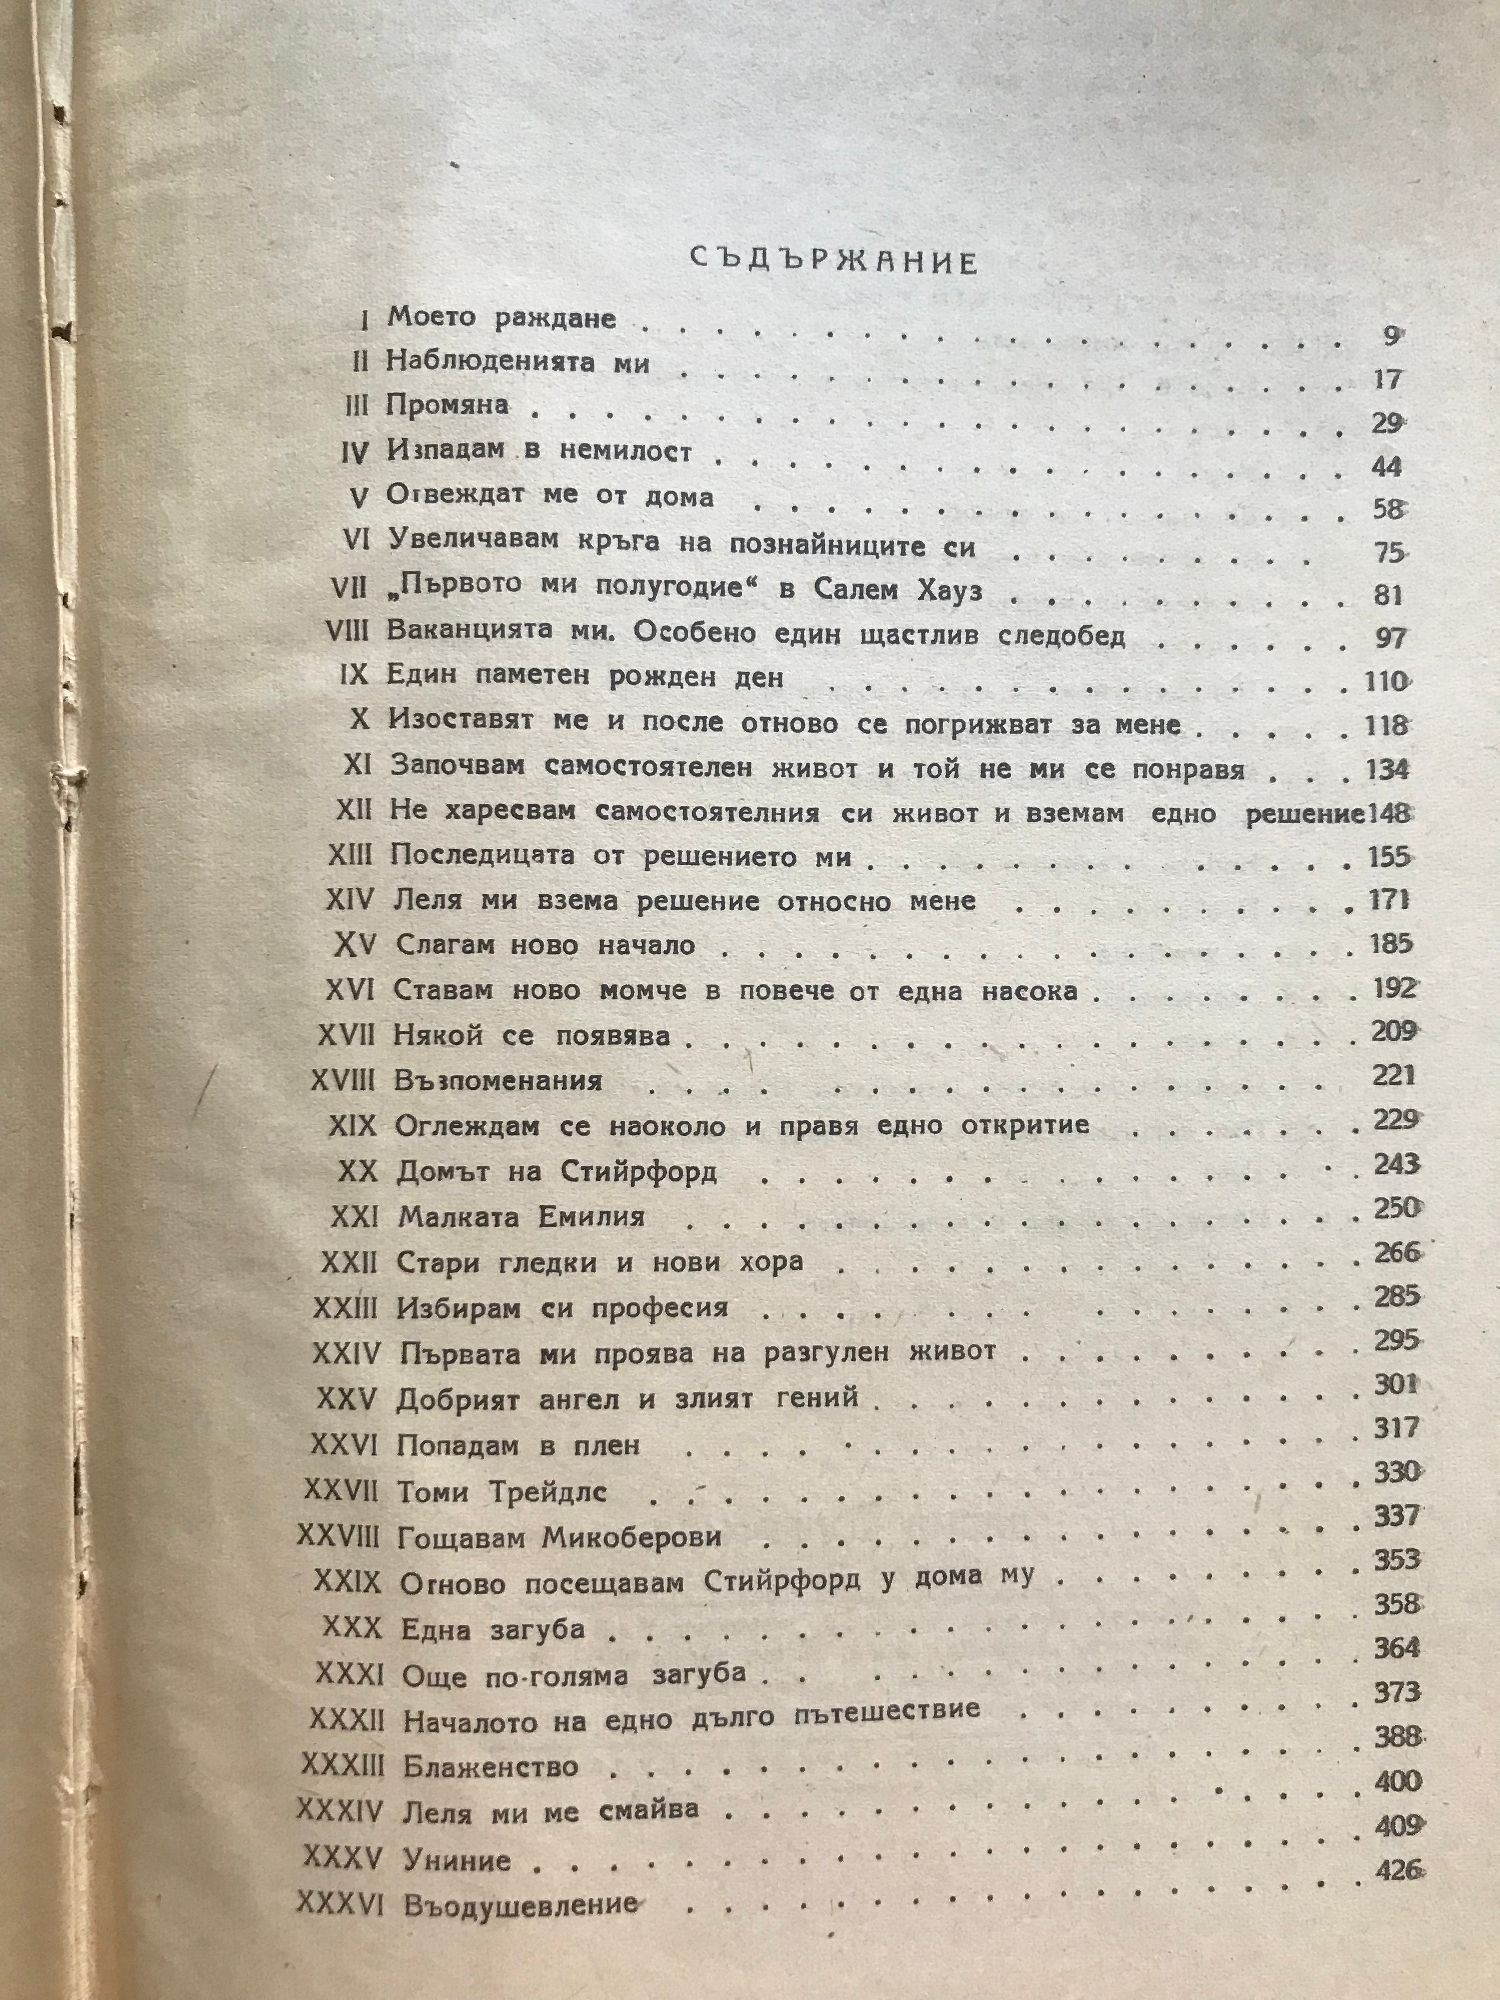 СЪДЪРЖАНИЕ
I Моето раждане . . . . . . . . . . . . . . . . . . . 9
II Наблюденията ми . . . . . . . . . . . . . . . . . . 17
III Промяна . . . . . . . . . . . . . . . . . . . . . . 29
IV Изпадам в немилост . . . . . . . . . . . . . . . . . 44
V Отвеждат ме от дома . . . . . . . . . . . . . . . . 58
VI Увеличавам кръга на познайниците си . . . . . . . . . 75
VII „Първото ми полугодие“ в Салем Хауз . . . . . . . . . 81
VIII Ваканцията ми. Особено един щастлив следобед . . . . . . 97
IX Един паметен рожден ден . . . . . . . . . . . . . . . 110
X Изоставят ме и после отново се погрижват за мене . . . . . 118
XI Започвам самостоятелен живот и той не ми се понравя . . . 134
XII Не харесвам самостоятелния си живот и вземам едно решение148
XIII Последицата от решението ми . . . . . . . . . . . . . 155
XIV Леля ми взема решение относно мене . . . . . . . . . . 171
XV Слагам ново начало . . . . . . . . . . . . . . . . . 185
XVI Ставам ново момче в повече от една насока . . . . . . . . 192
XVII Някой се появява . . . . . . . . . . . . . . . . . . . 209
XVIII Възпоменания . . . . . . . . . . . . . . . . . . 221
XIX Оглеждам се наоколо и правя едно откритие . . . . . . . 229
XX Домът на Стийрфорд . . . . . . . . . . . . . . . . 243
XXI Малката Емилия . . . . . . . . . . . . . . . . . . 250
XXII Стари гледки и нови хора . . . . . . . . . . . . . . 266
XXIII Избирам си професия . . . . . . . . . . . . . . . 285
XXIV Първата ми проява на разгулен живот . . . . . . . . . . 295
XXV Добрият ангел и злият гений . . . . . . . . . . . . . . 301
XXVI Попадам в плен . . . . . . . . . . . . . . . . . . 317
XXVII Томи Трейдлс . . . . . . . . . . . . . . . . . . . 330
XXVIII Гощавам Микоберови . . . . . . . . . . . . . . . . 337
XXIX Отново посещавам Стийрфорд у дома му . . . . . . . . . 353
XXX Една загуба . . . . . . . . . . . . . . . . . . . . 358
XXXI Още по-голяма загуба . . . . . . . . . . . . . . . 364
XXXII Началото на едно дълго пътешествие . . . . . . . . . . 373
XXXIII Блаженство . . . . . . . . . . . . . . . . . . . . 388
XXXIV Леля ми ме смайва . . . . . . . . . . . . . . . . . 400
XXXV Униние . . . . . . . . . . . . . . . . . . . . . . 409
XXXVI Въодушевление . . . . . . . . . . . . . . . . . . 426